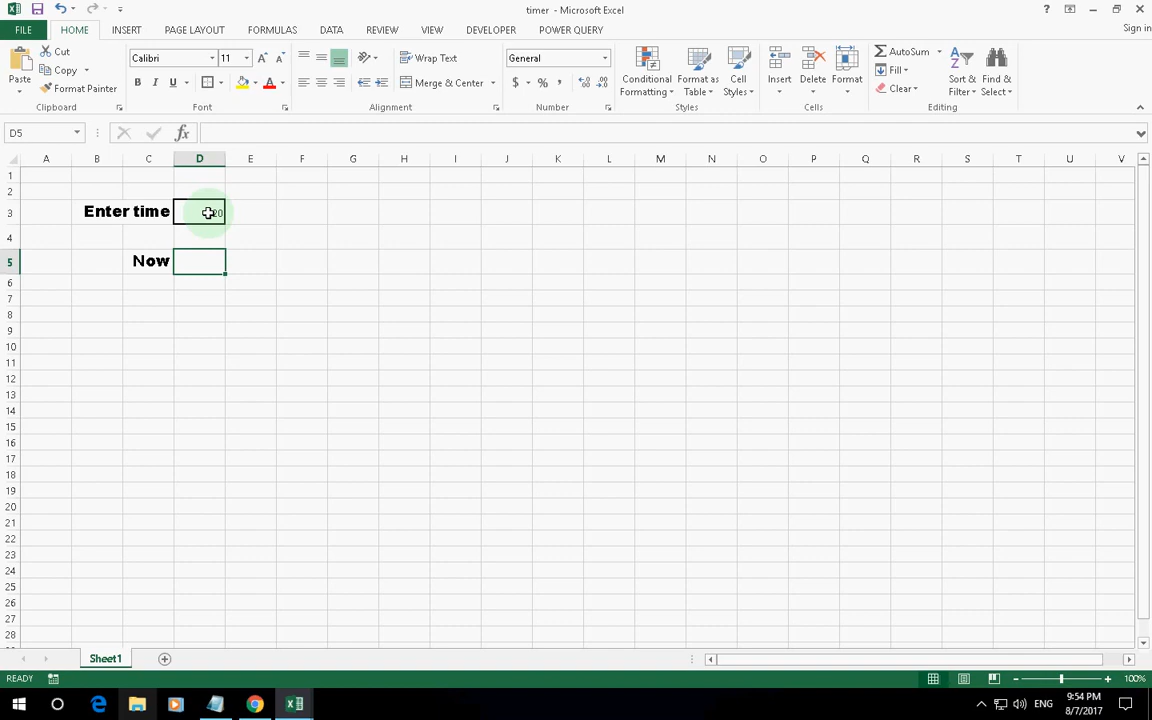 timer - Microsoft Excel
Sign in
FILE HOME INSERT PAGE LAYOUT FORMULAS DATA REVIEW VIEW DEVELOPER POWER QUERY
Paste
Cut
Copy
Format Painter
Clipboard
Calibri 11
B I U
Font
Wrap Text
Merge & Center
Alignment
General
$ % ,
Number
Conditional Formatting
Format as Table
Cell Styles
Styles
Insert
Delete
Format
Cells
AutoSum
Fill
Clear
Sort & Filter
Find & Select
Editing
D5
fx
A B C D E F G H I J K L M N O P Q R S T U V
1
2
3 Enter time
4
5 Now
6
7
8
9
10
11
12
13
14
15
16
17
18
19
20
21
22
23
24
25
26
27
28
Sheet1
READY
100%
ENG
9:54 PM
8/7/2017